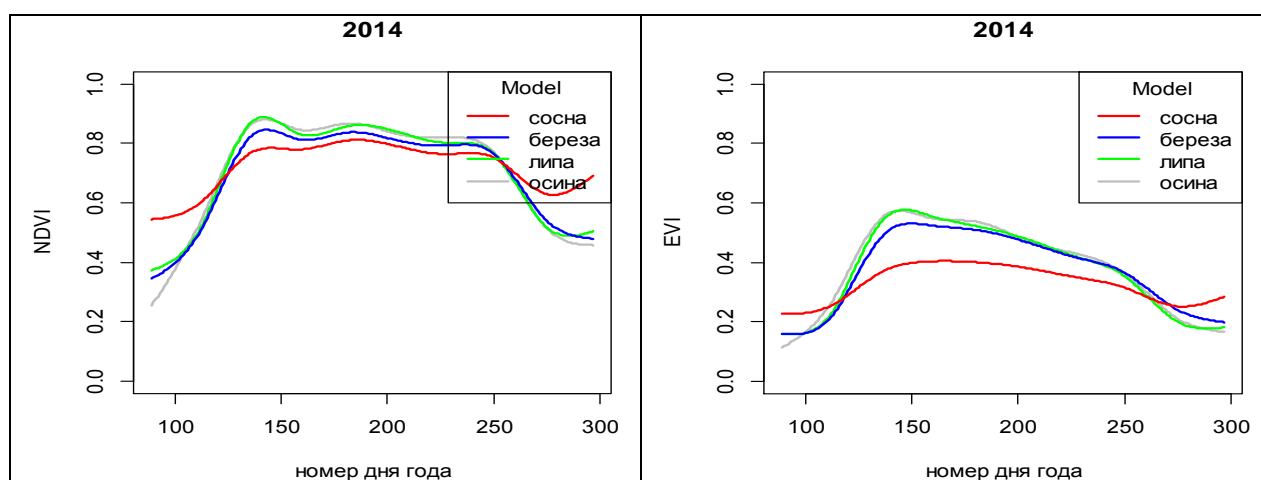 2014
NDVI
1.0
0.8
0.6
0.4
0.2
0.0
Model
сосна
береза
липа
осина
100
150
200
250
300
номер дня года
2014
EVI
1.0
0.8
0.6
0.4
0.2
0.0
Model
сосна
береза
липа
осина
100
150
200
250
300
номер дня года